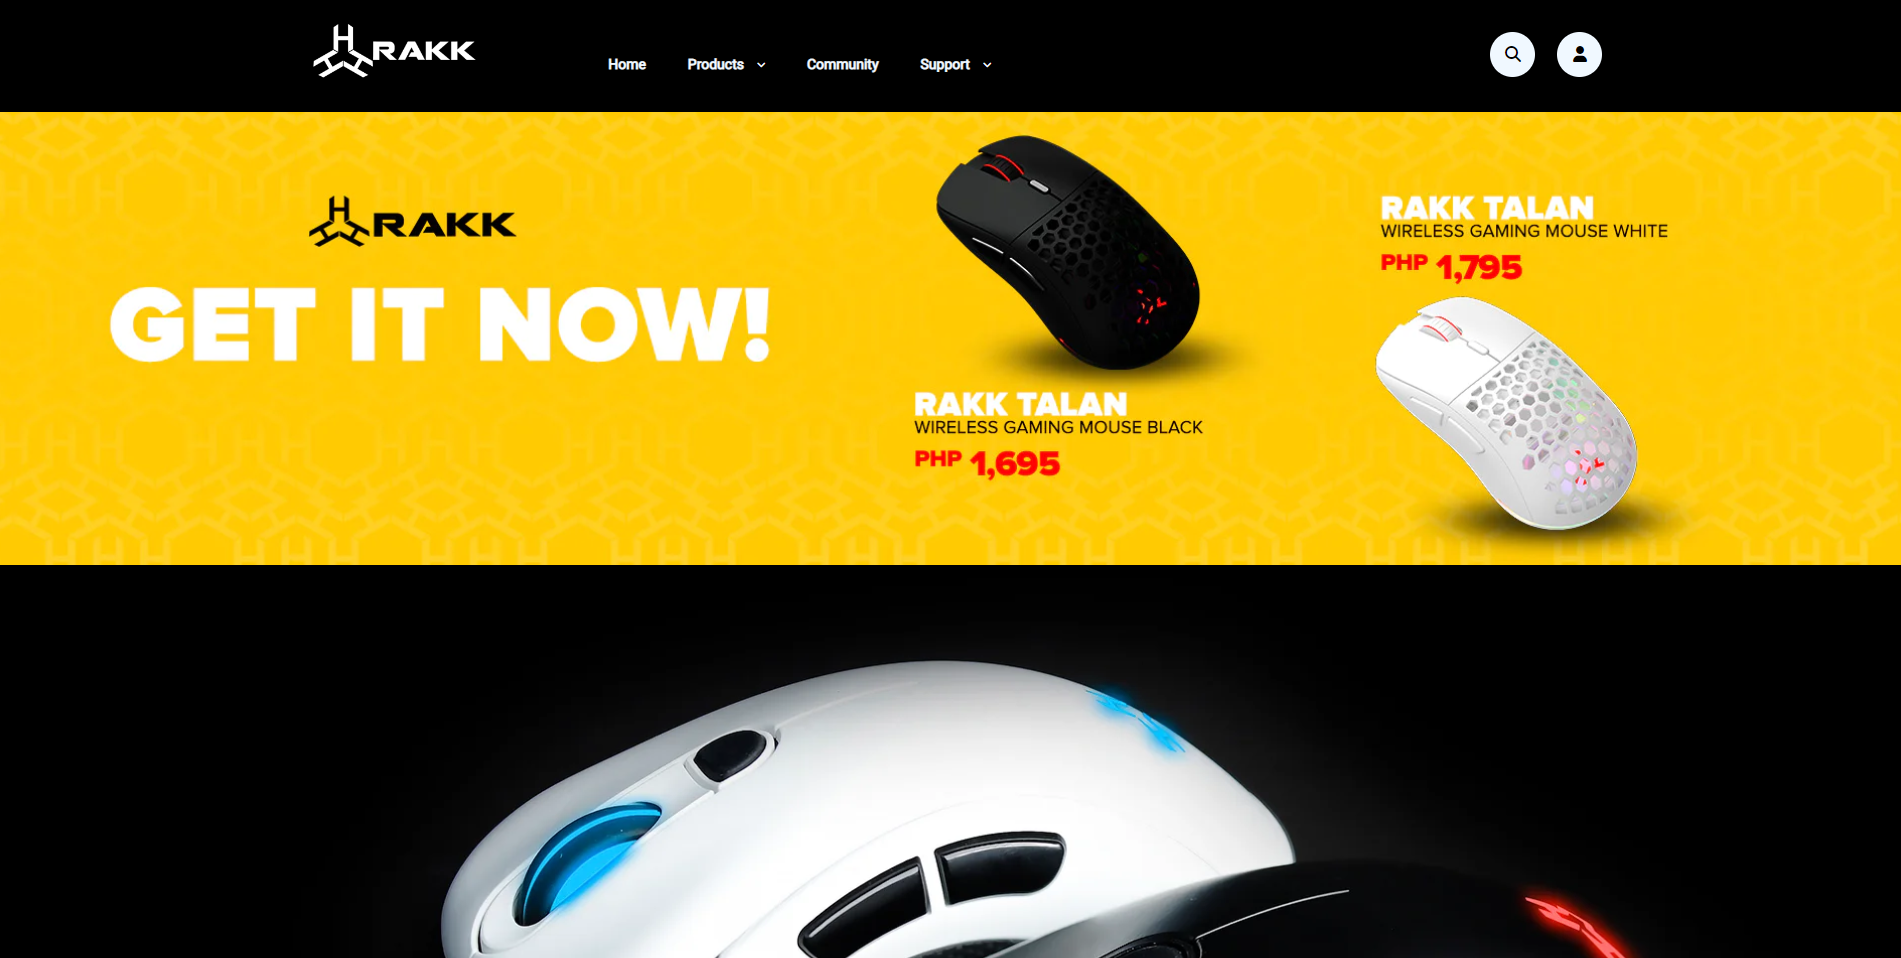 RAKK
Home
Products
Community
Support
RAKK
GET IT NOW!
RAKK TALAN
WIRELESS GAMING MOUSE BLACK
PHP 1,695
RAKK TALAN
WIRELESS GAMING MOUSE WHITE
PHP 1,795